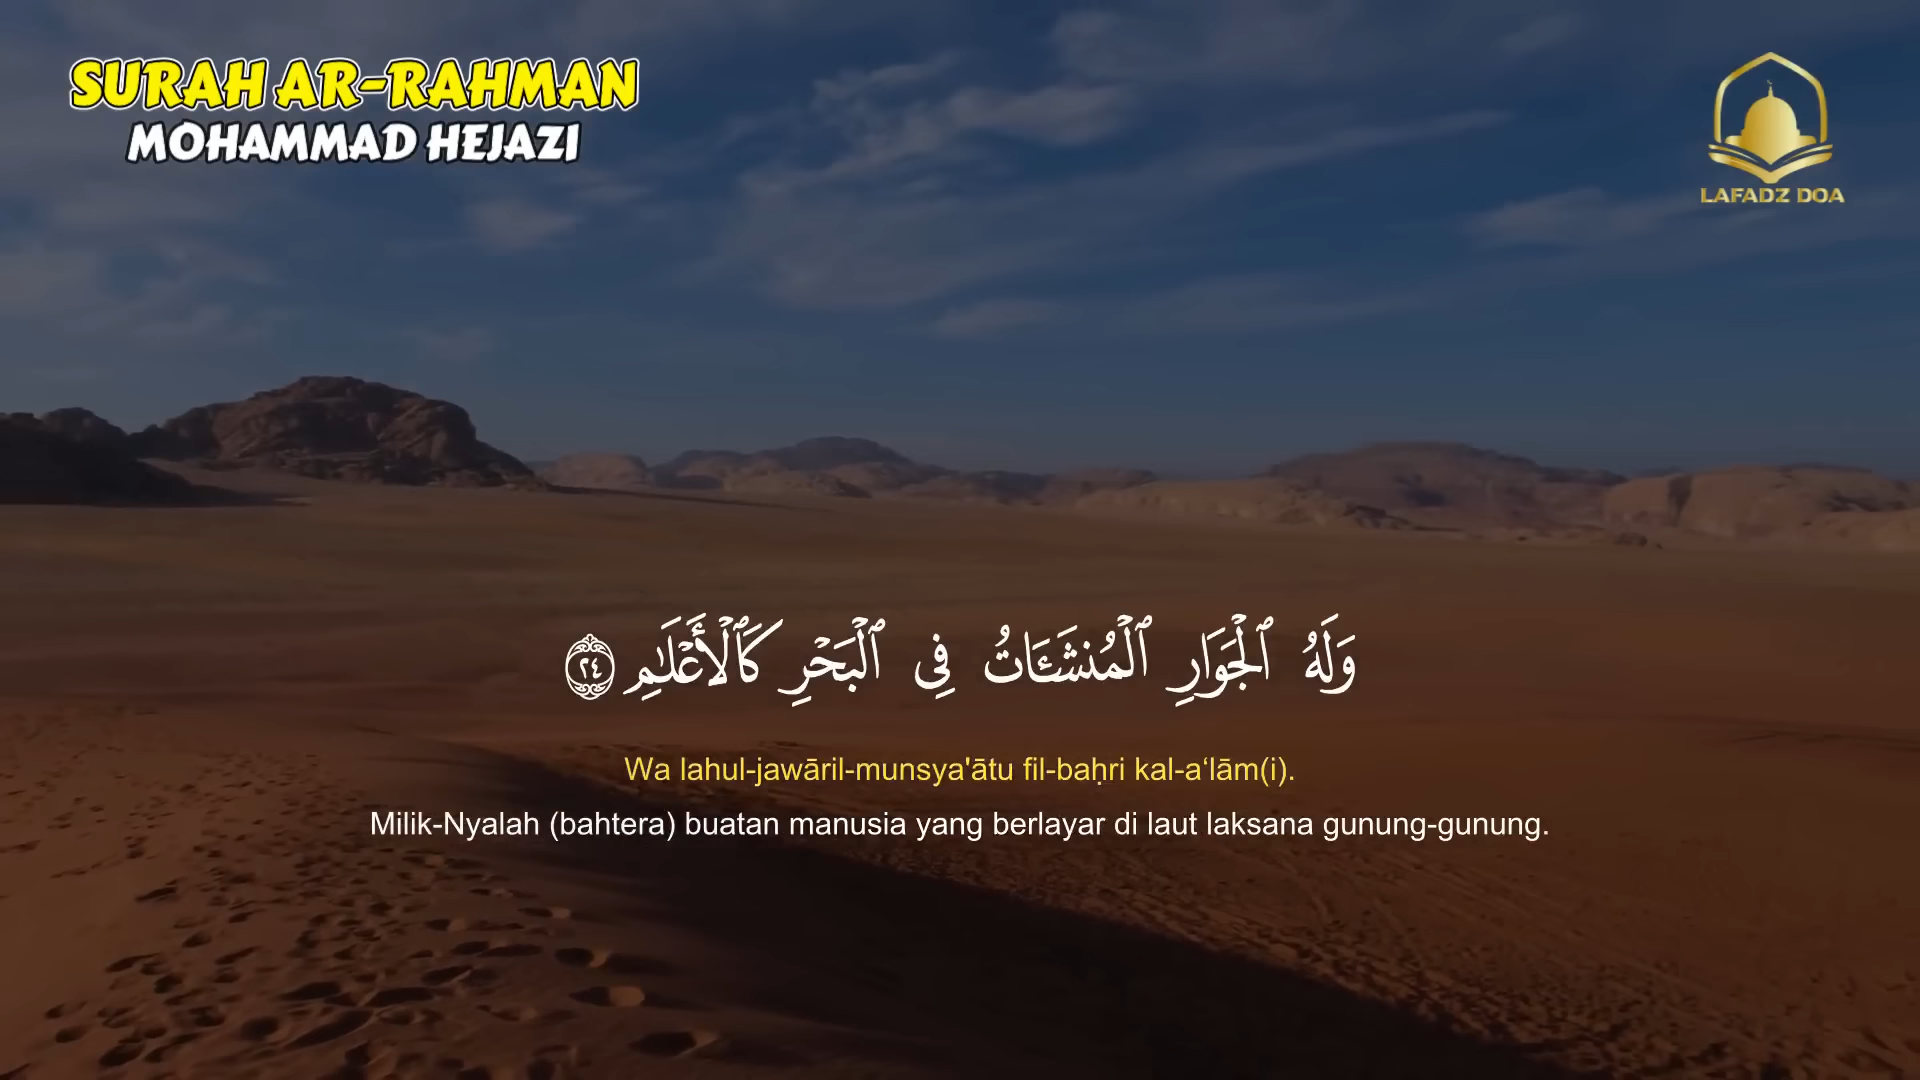 SURAH AR-RAHMAN
MOHAMMAD HEJAZI
LAFADZ DOA
وَلَهُ ٱلْجَوَارِ ٱلْمُنشَـَٔاتُ فِى ٱلْبَحْرِ كَٱلْأَعْلَـٰمِ ٢٤
Wa lahul-jawāril-munsya'ātu fil-baḥri kal-a‘lām(i).
Milik-Nyalah (bahtera) buatan manusia yang berlayar di laut laksana gunung-gunung.